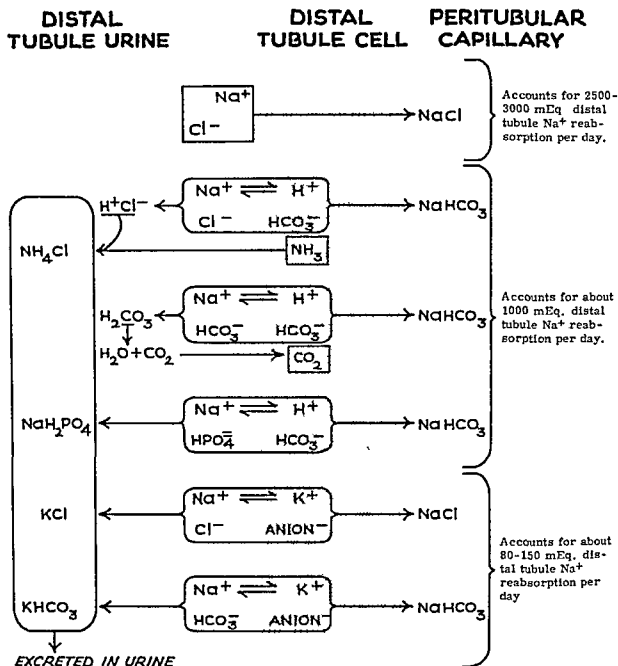 DISTAL TUBULE URINE
DISTAL TUBULE CELL
PERITUBULAR CAPILLARY
Na⁺
Cl⁻
NaCl
Accounts for 2500-
3000 mEq distal
tubule Na⁺ reab-
sorption per day.
H⁺Cl⁻
Na⁺ ⇌ H⁺
Cl⁻ HCO₃⁻
NaHCO₃
NH₄Cl
NH₃
H₂CO₃
Na⁺ ⇌ H⁺
HCO₃⁻ HCO₃⁻
NaHCO₃
H₂O+CO₂
CO₂
Accounts for about
1000 mEq. distal
tubule Na⁺ reab-
sorption per day.
NaH₂PO₄
Na⁺ ⇌ H⁺
HPO₄⁼ HCO₃⁻
NaHCO₃
KCl
Na⁺ ⇌ K⁺
Cl⁻ ANION⁻
NaCl
Accounts for about
80-150 mEq. dis-
tal tubule Na⁺
reabsorption per
day
KHCO₃
Na⁺ ⇌ K⁺
HCO₃⁻ ANION⁻
NaHCO₃
EXCRETED IN URINE